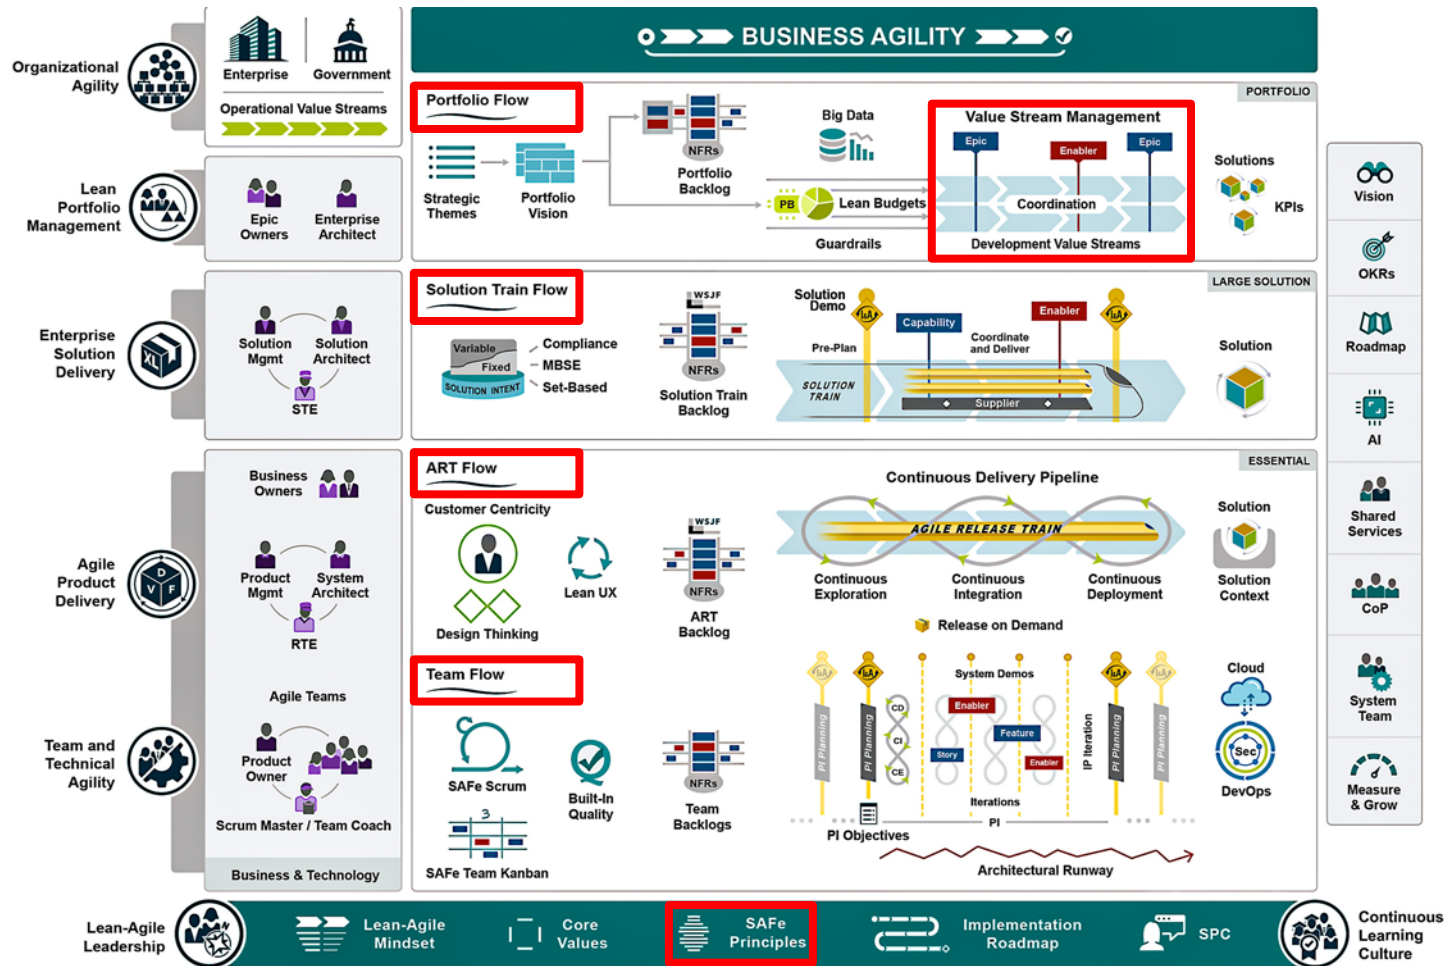 BUSINESS AGILITY
Organizational
Agility
Enterprise
Government
Operational Value Streams
Lean
Portfolio
Management
Epic
Owners
Enterprise
Architect
Enterprise
Solution
Delivery
XL
Solution
Mgmt
Solution
Architect
STE
Agile
Product
Delivery
D
V
F
Business
Owners
Product
Mgmt
System
Architect
RTE
Team and
Technical
Agility
Agile Teams
Product
Owner
Scrum Master / Team Coach
Business & Technology
PORTFOLIO
Portfolio Flow
Strategic
Themes
Portfolio
Vision
NFRs
Portfolio
Backlog
Big Data
PB
Lean Budgets
Guardrails
Value Stream Management
Epic
Enabler
Epic
Coordination
Development Value Streams
Solutions
KPIs
LARGE SOLUTION
Solution Train Flow
Variable
Fixed
SOLUTION INTENT
Compliance
MBSE
Set-Based
WSJF
NFRs
Solution Train
Backlog
Solution
Demo
I&A
Pre-Plan
Capability
Coordinate
and Deliver
Enabler
I&A
SOLUTION
TRAIN
Supplier
Solution
ESSENTIAL
ART Flow
Customer Centricity
Lean UX
Design Thinking
WSJF
NFRs
ART
Backlog
Continuous Delivery Pipeline
AGILE RELEASE TRAIN
Continuous
Exploration
Continuous
Integration
Continuous
Deployment
Release on Demand
Solution
Solution
Context
Team Flow
SAFe Scrum
Built-In
Quality
3
SAFe Team Kanban
NFRs
Team
Backlogs
I&A
I&A
System Demos
I&A
I&A
PI Planning
PI Planning
CD
CI
CE
Enabler
Story
Feature
Enabler
IP Iteration
PI Planning
PI Planning
Iterations
PI
PI Objectives
Architectural Runway
Cloud
Sec
DevOps
Vision
OKRs
Roadmap
AI
Shared
Services
CoP
System
Team
Measure
& Grow
Lean-Agile
Leadership
Lean-Agile
Mindset
Core
Values
SAFe
Principles
Implementation
Roadmap
SPC
Continuous
Learning
Culture